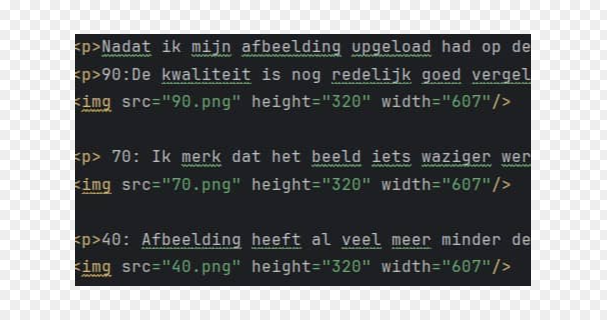 <p>Nadat ik mijn afbeelding upgeload had op de
<p>90:De kwaliteit is nog redelijk goed
<img src="90.png" height="320" width="607"/>
<p> 70: Ik merk dat het beeld iets waziger
<img src="70.png" height="320" width="607"/>
<p>40: Afbeelding heeft al veel meer minder de
<img src="40.png" height="320" width="607"/>